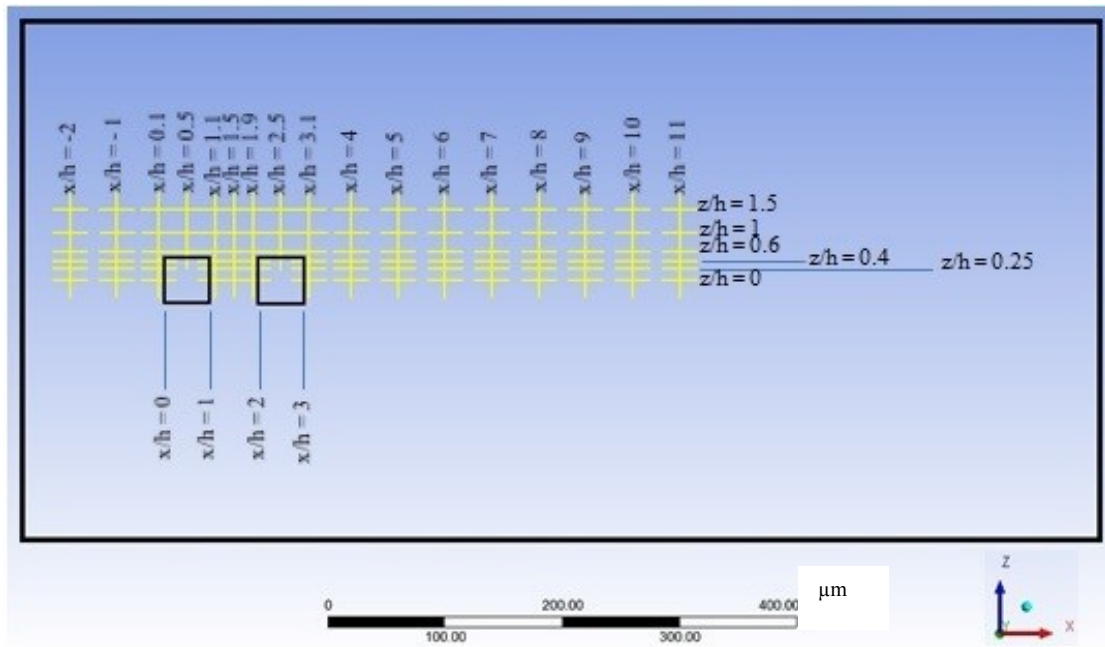 x/h = -2
x/h = - 1
x/h = 0.1
x/h = 0.5
x/h = 1.1
x/h = 1.5
x/h = 1.9
x/h = 2.5
x/h = 3.1
x/h = 4
x/h = 5
x/h = 6
x/h = 7
x/h = 8
x/h = 9
x/h = 10
x/h = 11
z/h = 1.5
z/h = 1
z/h = 0.6
z/h = 0.4
z/h = 0.25
z/h = 0
x/h = 0
x/h = 1
x/h = 2
x/h = 3
0 200.00 400.00 µm
100.00 300.00
Z
Y X